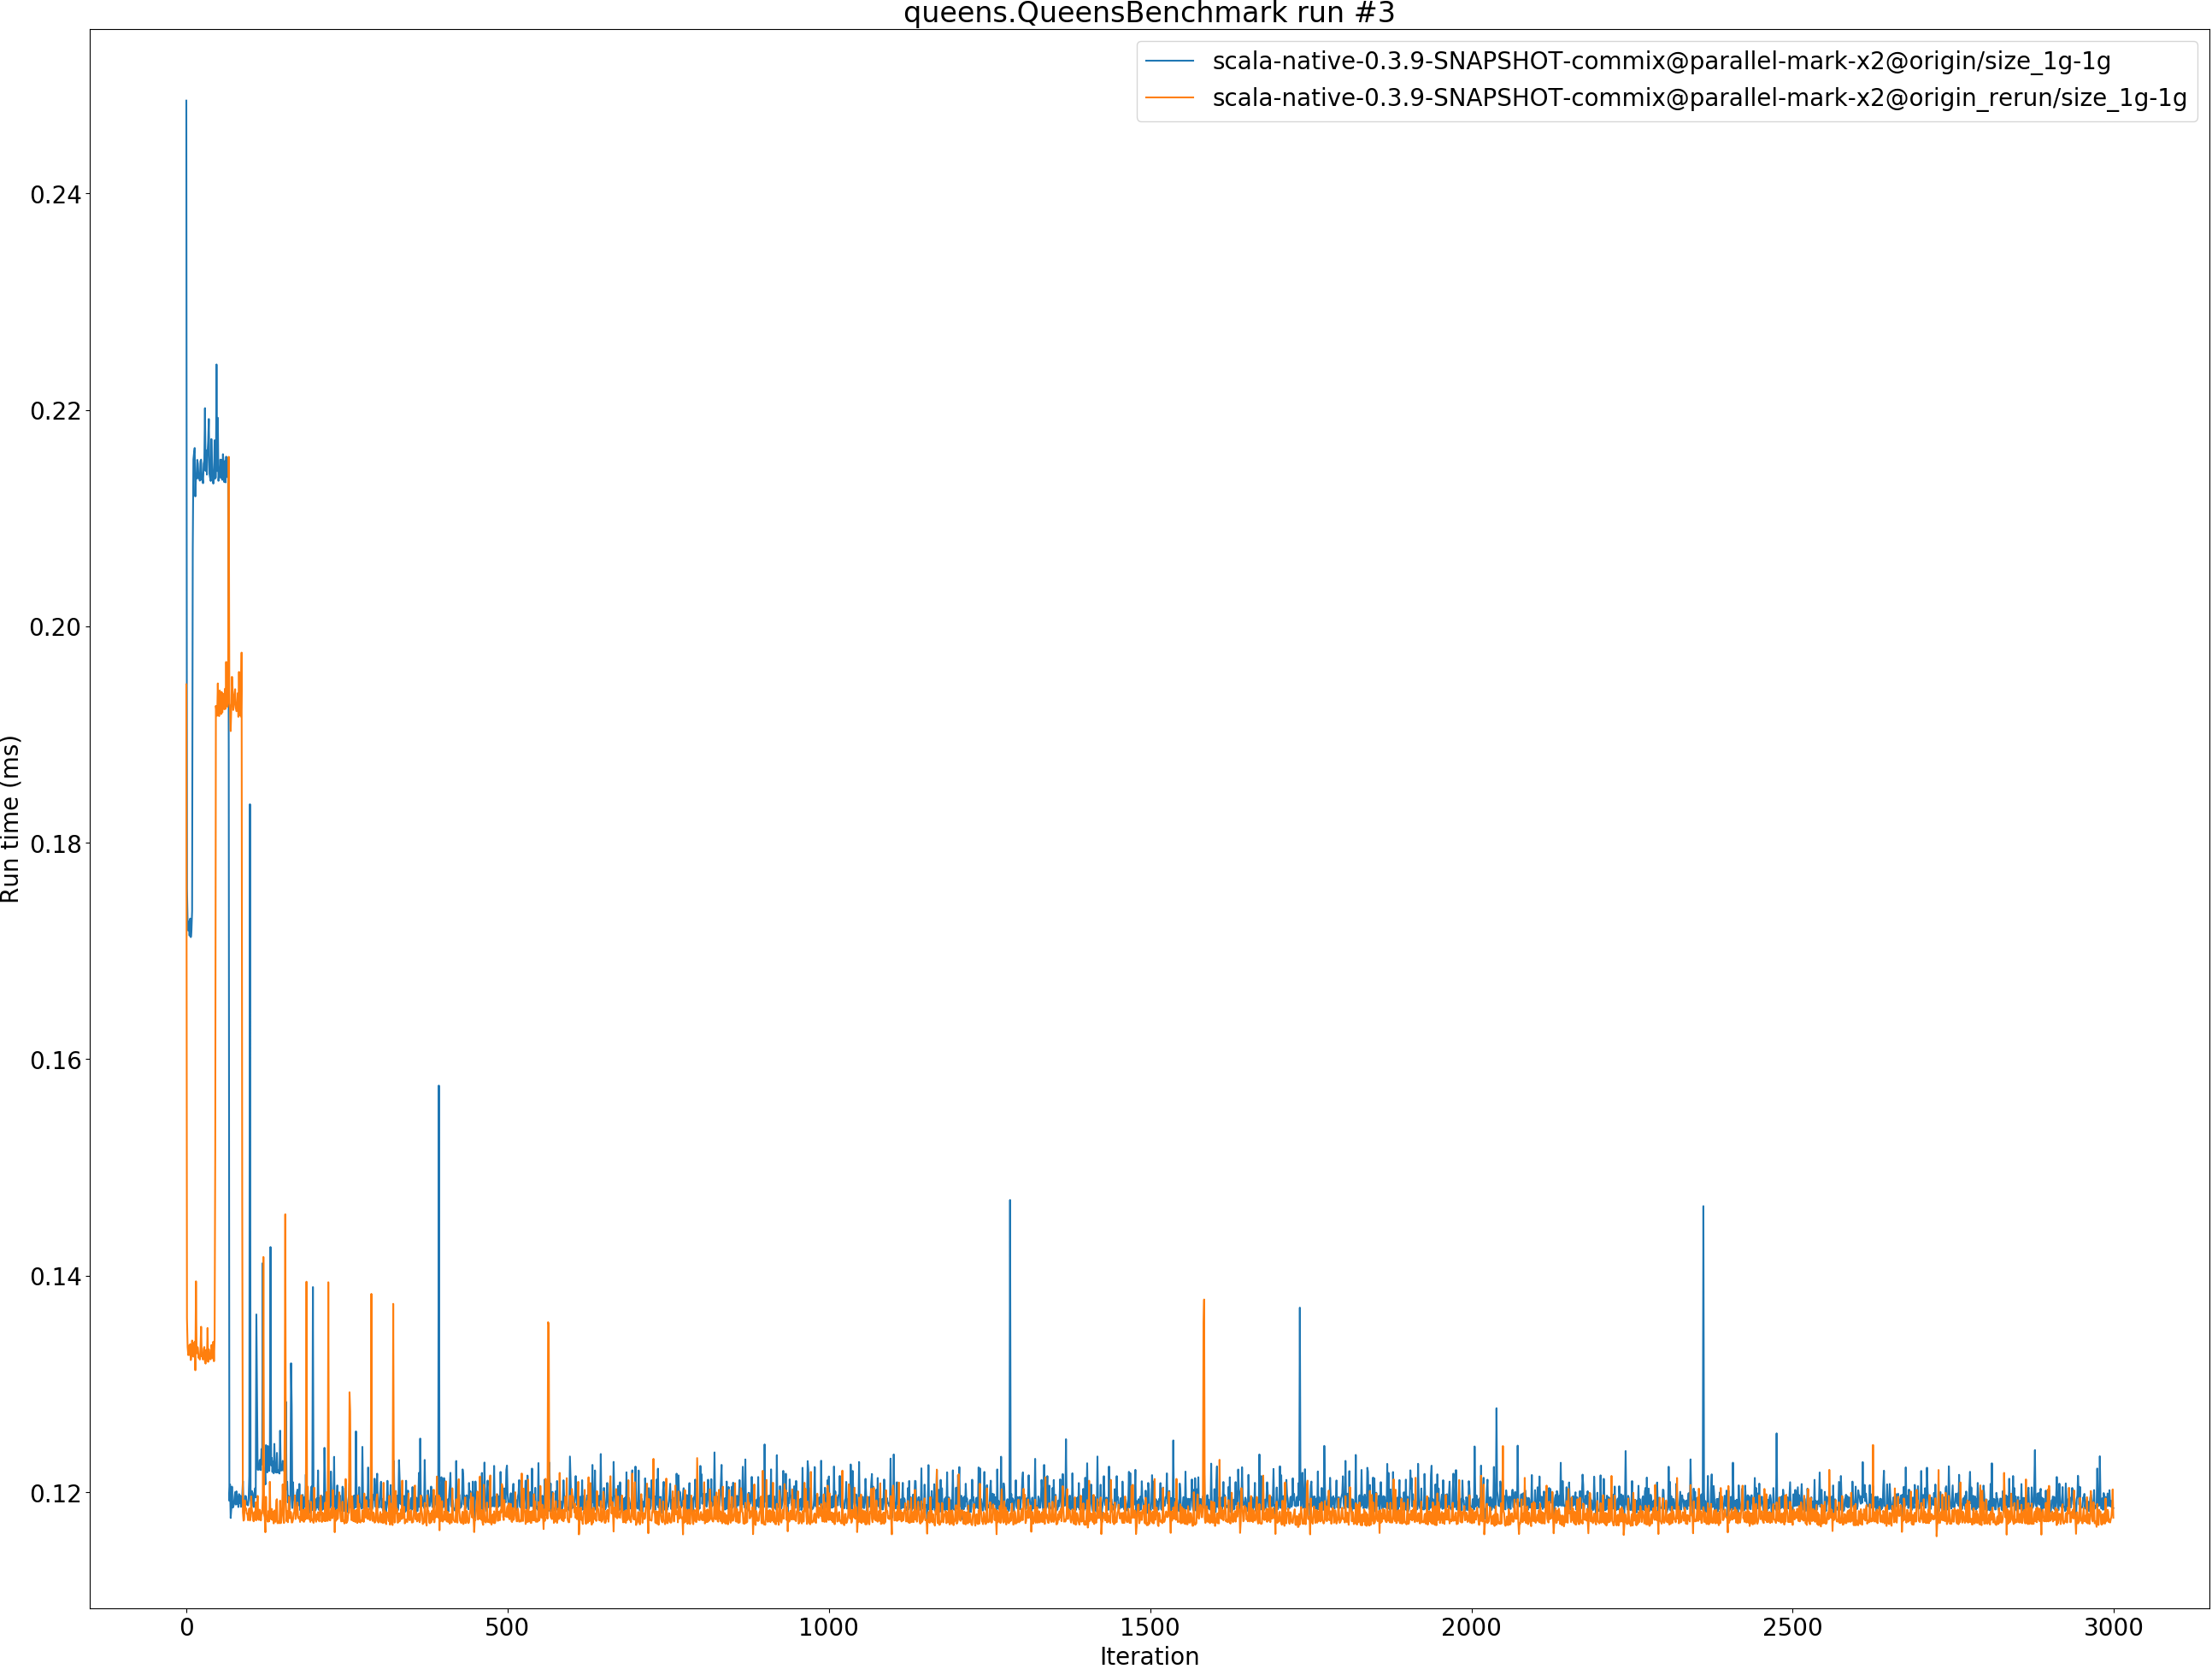 queens.QueensBenchmark run #3
scala-native-0.3.9-SNAPSHOT-commix@parallel-mark-x2@origin/size_1g-1g
scala-native-0.3.9-SNAPSHOT-commix@parallel-mark-x2@origin_rerun/size_1g-1g
0.24
0.22
0.20
0.18
0.16
0.14
0.12
Run time (ms)
0 500 1000 1500 2000 2500 3000
Iteration